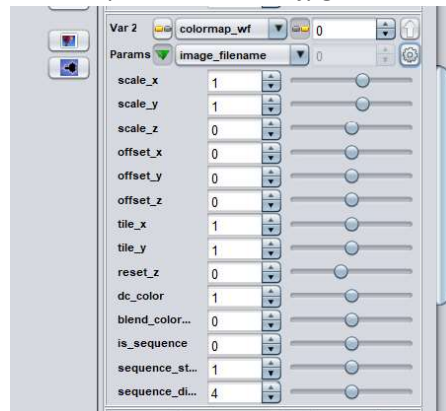 Var 2 colormap_wf 0
Params image_filename 0
scale_x 1
scale_y 1
scale_z 0
offset_x 0
offset_y 0
offset_z 0
tile_x 1
tile_y 1
reset_z 0
dc_color 1
blend_color... 0
is_sequence 0
sequence_st... 1
sequence_di... 4